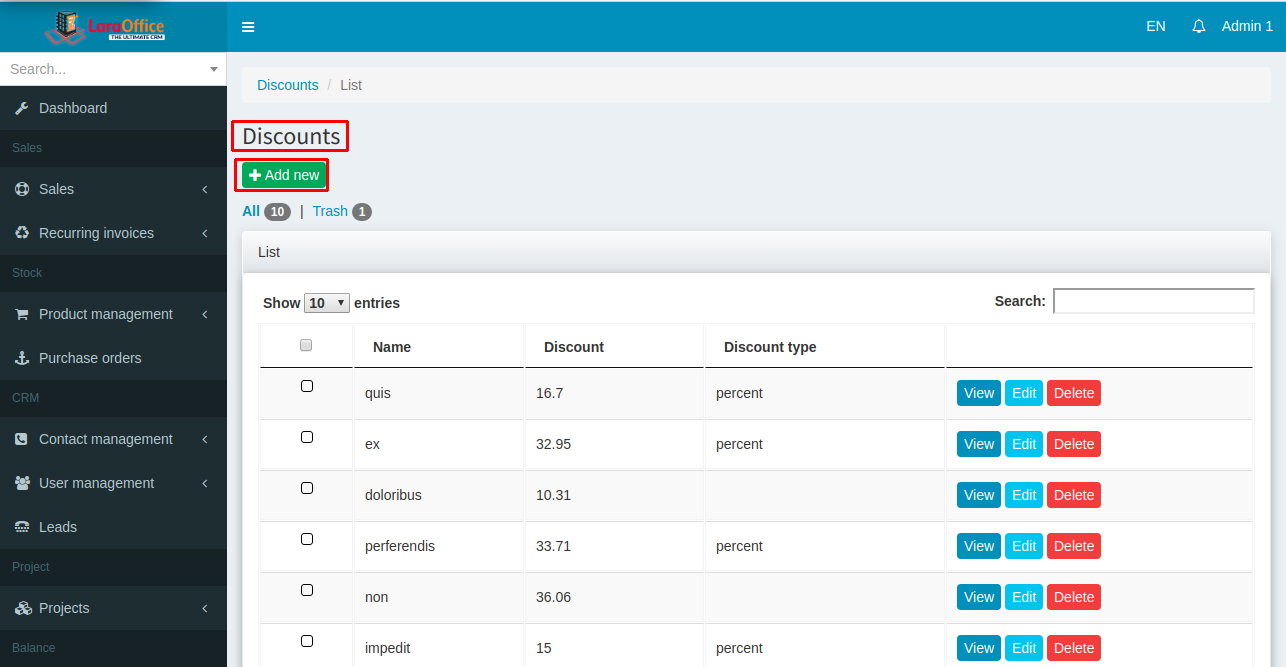 LaraOffice
THE ULTIMATE CRM
EN
Admin 1
Search...
Dashboard
Sales
Sales
Recurring invoices
Stock
Product management
Purchase orders
CRM
Contact management
User management
Leads
Project
Projects
Balance
Discounts / List
Discounts
Add new
All 10 | Trash 1
List
Show 10 entries
Search:
Name Discount Discount type
quis 16.7 percent View Edit Delete
ex 32.95 percent View Edit Delete
doloribus 10.31 View Edit Delete
perferendis 33.71 percent View Edit Delete
non 36.06 View Edit Delete
impedit 15 percent View Edit Delete